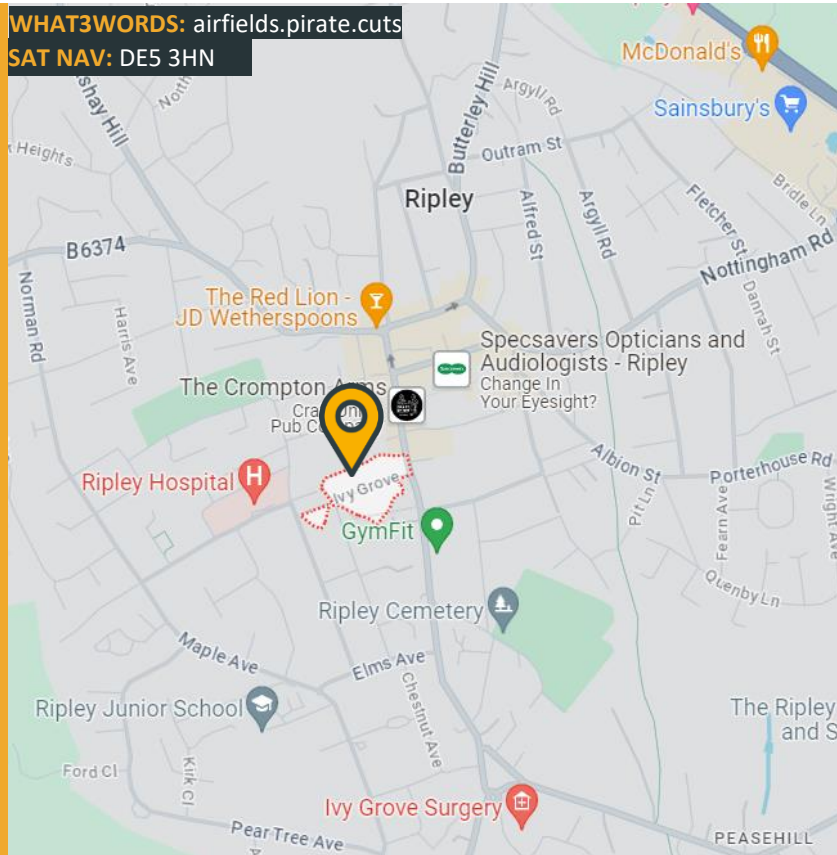 WHAT3WORDS: airfields.pirate.cuts
SAT NAV: DE5 3HN
McDonald's
Sainsbury's
Argyll Rd
Butterley Hill
Outram St
Heights
Ripley
Alfred St
Argyll Rd
Fletcher St
Bridle Ln
B6374
Nottingham Rd
Norman Rd
Harris Ave
Dannah St
The Red Lion -
JD Wetherspoons
Specsavers Opticians and
Audiologists - Ripley
Change In
Your Eyesight?
The Crompton Arms
Pub
Albion St
Porterhouse Rd
Ripley Hospital
H
Ivy Grove
Pit Ln
Fearn Ave
Wright Ave
GymFit
Ripley Cemetery
Maple Ave
Elms Ave
Chestnut Ave
Ripley Junior School
The Ripley
and S
Ford Cl
Kirk Cl
Ivy Grove Surgery
Pear Tree Ave
PEASEHILL